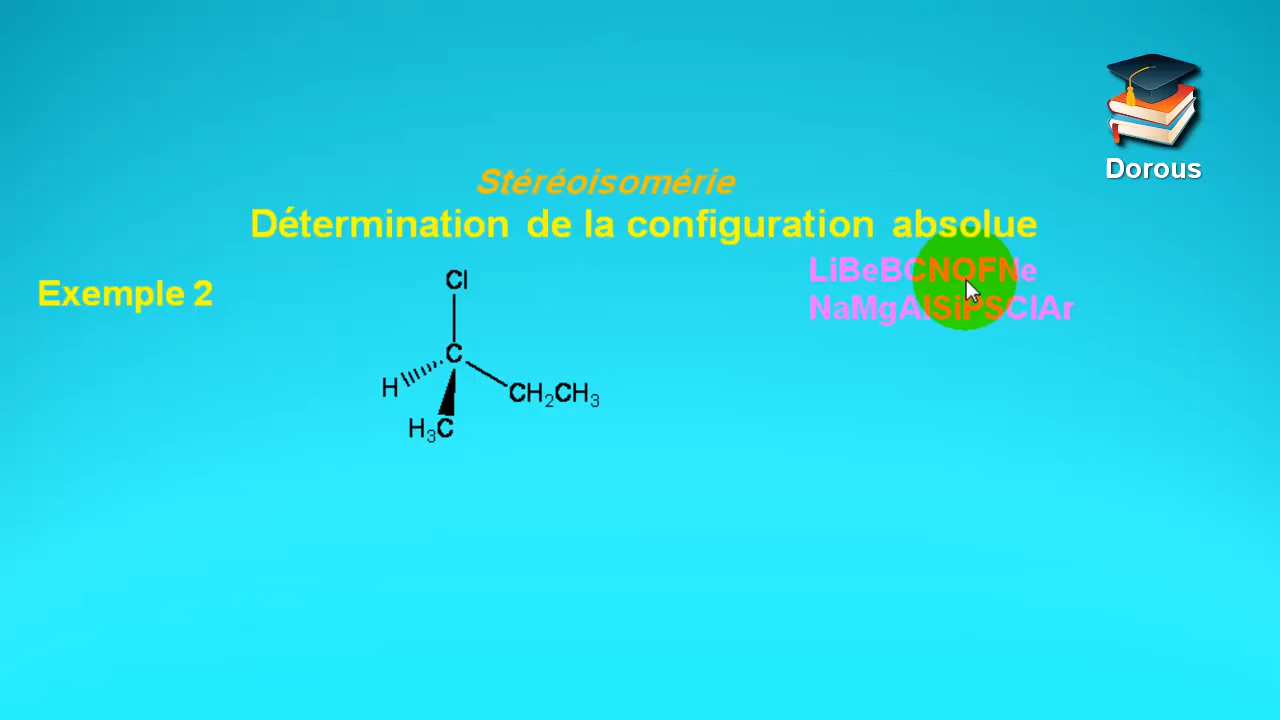 Dorous
Stéréoisomérie
Détermination de la configuration absolue
Exemple 2
LiBeBCNOFNe
NaMgAlSiPSClAr
Cl
C
H
CH₂CH₃
H₃C